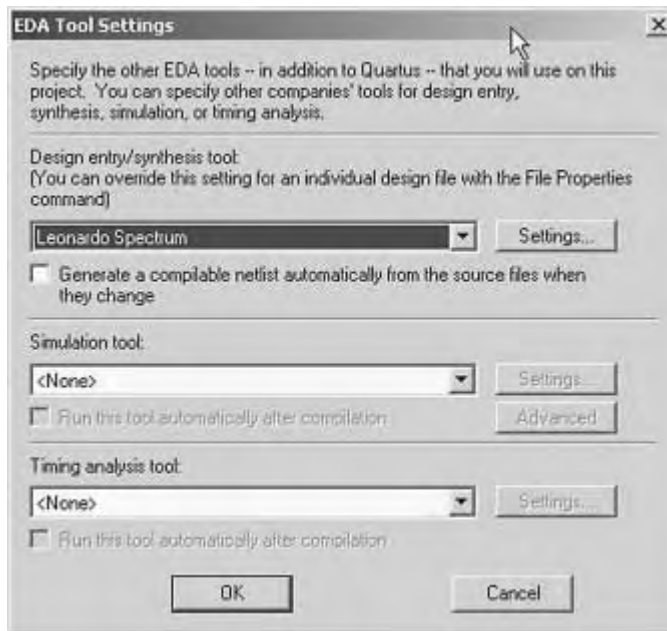 EDA Tool Settings
Specify the other EDA tools -- in addition to Quartus -- that you will use on this
project. You can specify other companies' tools for design entry,
synthesis, simulation, or timing analysis.
Design entry/synthesis tool:
(You can override this setting for an individual design file with the File Properties
command)
Leonardo Spectrum
Settings...
Generate a compilable netlist automatically from the source files when
they change
Simulation tool:
<None>
Settings...
Run this tool automatically after compilation
Advanced
Timing analysis tool:
<None>
Settings...
Run this tool automatically after compilation
OK
Cancel